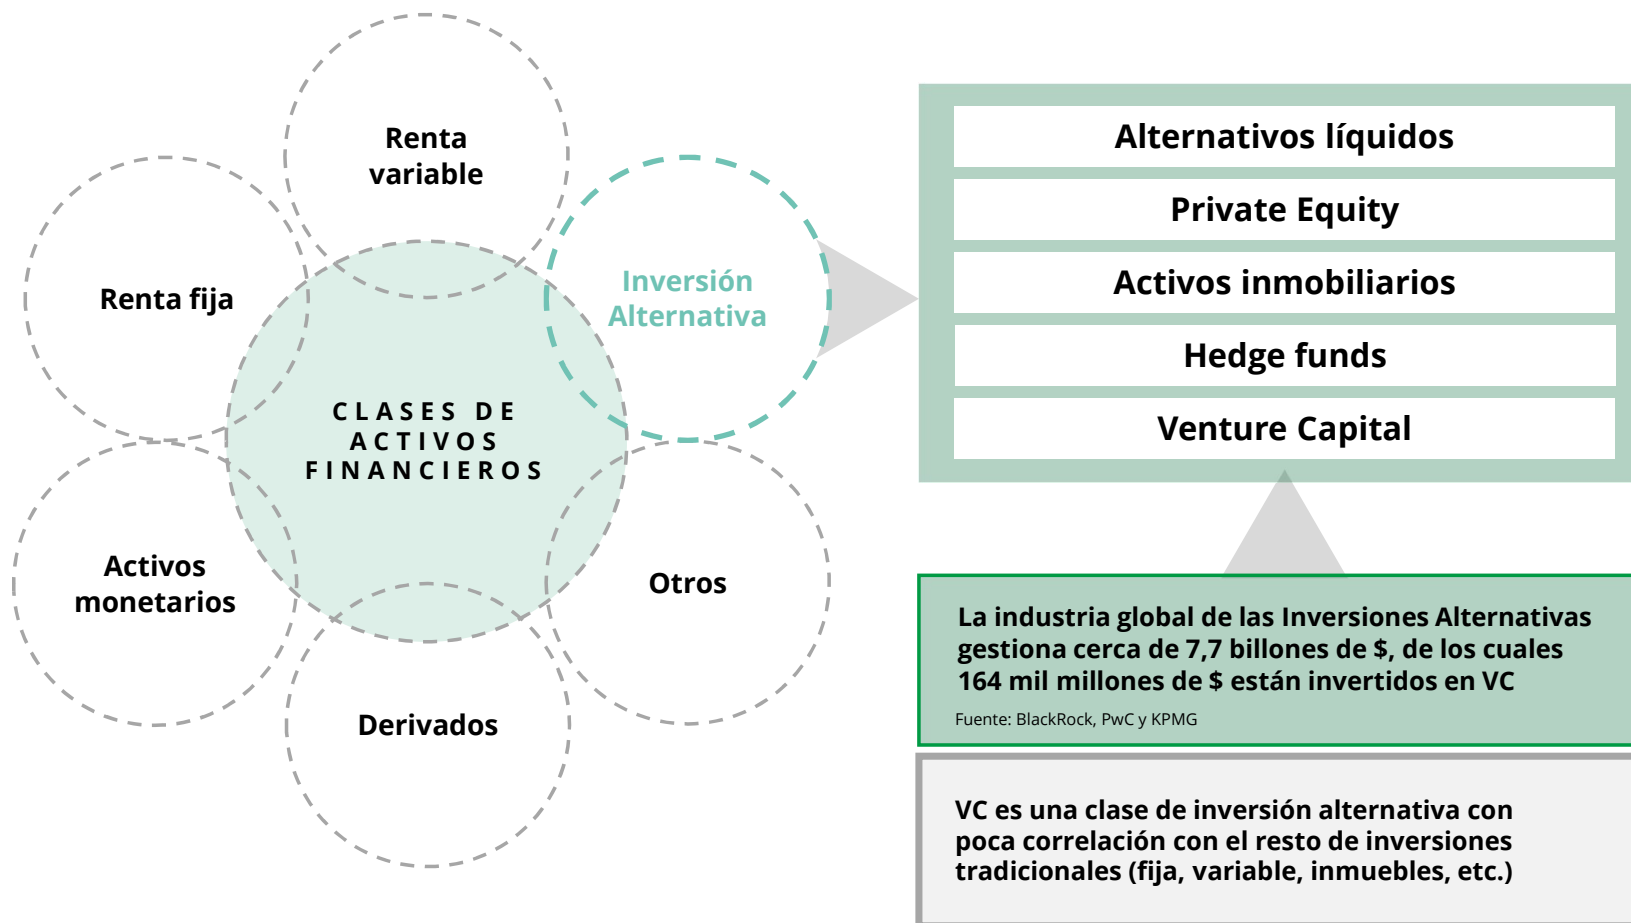 Renta
variable
Renta fija
Inversión
Alternativa
CLASES DE
ACTIVOS
FINANCIEROS
Activos
monetarios
Otros
Derivados
Alternativos líquidos
Private Equity
Activos inmobiliarios
Hedge funds
Venture Capital
La industria global de las Inversiones Alternativas
gestiona cerca de 7,7 billones de $, de los cuales
164 mil millones de $ están invertidos en VC
Fuente: BlackRock, PwC y KPMG
VC es una clase de inversión alternativa con
poca correlación con el resto de inversiones
tradicionales (fija, variable, inmuebles, etc.)